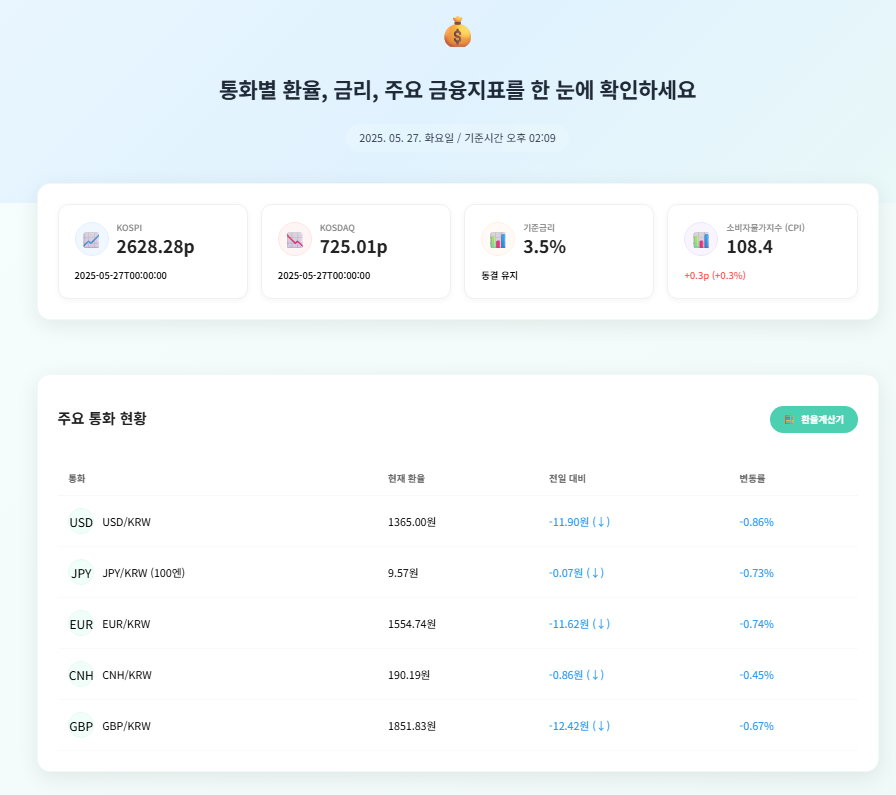 통화별 환율, 금리, 주요 금융지표를 한 눈에 확인하세요
2025. 05. 27. 화요일 / 기준시간 오후 02:09
KOSPI
2628.28p
2025-05-27T00:00:00
KOSDAQ
725.01p
2025-05-27T00:00:00
기준금리
3.5%
동결 유지
소비자물가지수 (CPI)
108.4
+0.3p (+0.3%)
주요 통화 현황
환율계산기
통화 현재 환율 전일 대비 변동률
USD USD/KRW 1365.00원 -11.90원 (↓) -0.86%
JPY JPY/KRW (100엔) 9.57원 -0.07원 (↓) -0.73%
EUR EUR/KRW 1554.74원 -11.62원 (↓) -0.74%
CNH CNH/KRW 190.19원 -0.86원 (↓) -0.45%
GBP GBP/KRW 1851.83원 -12.42원 (↓) -0.67%